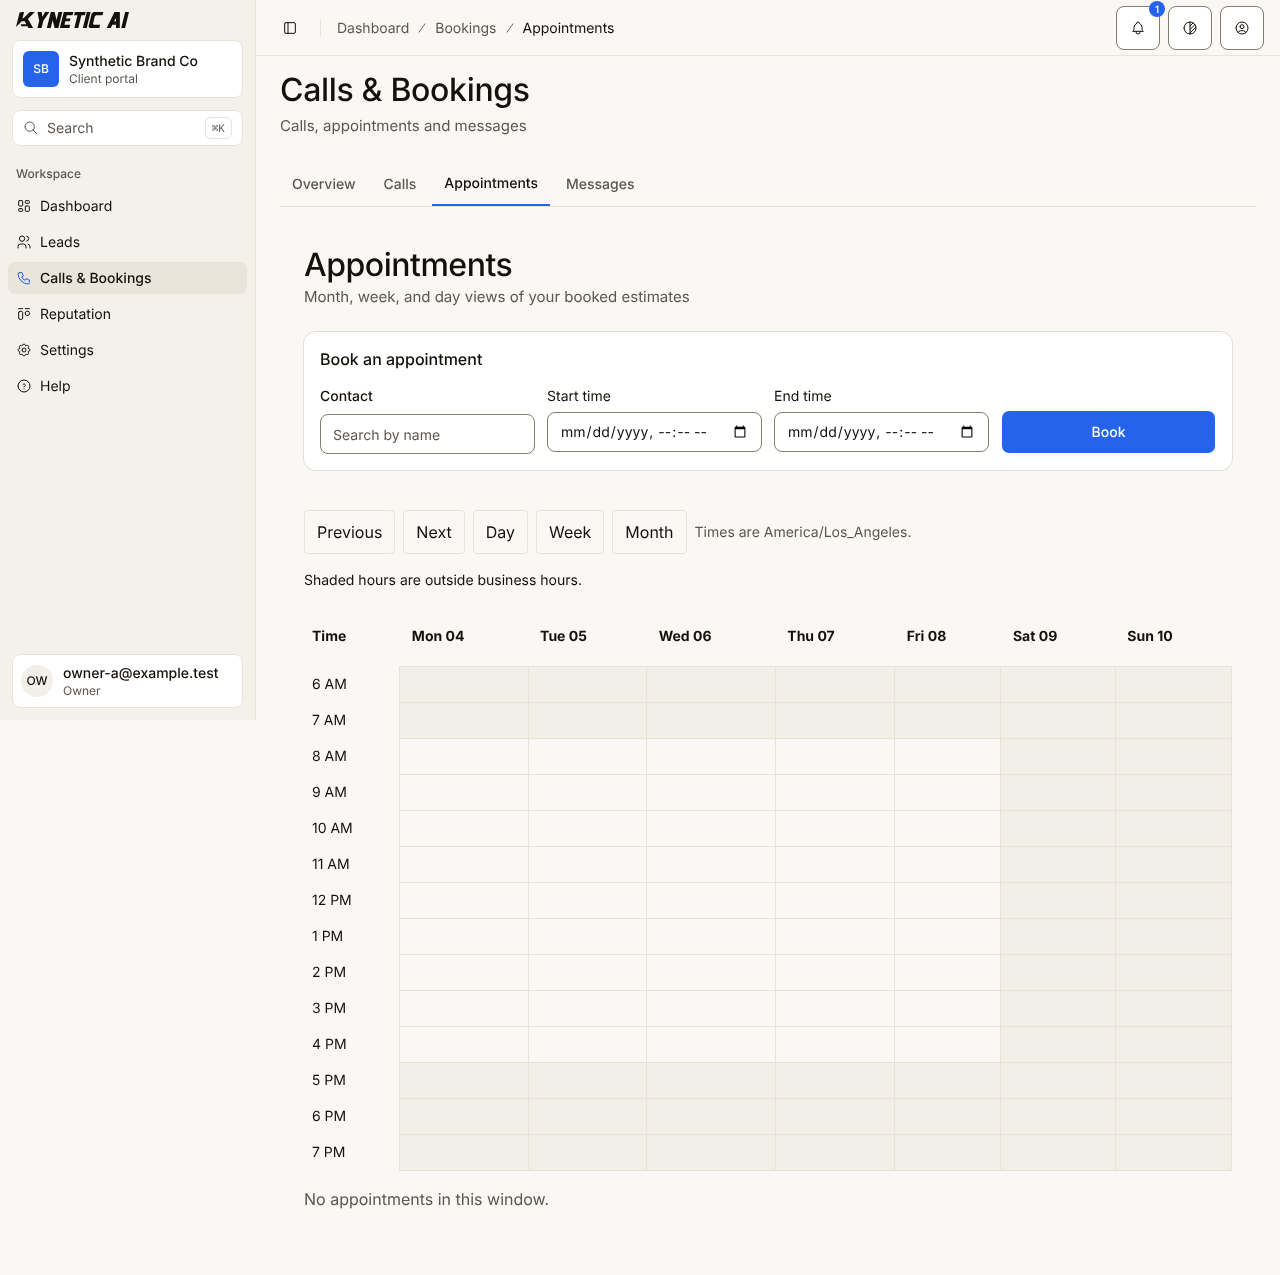 KYNETIC AI
SB
Synthetic Brand Co
Client portal
Search
⌘K
Workspace
Dashboard
Leads
Calls & Bookings
Reputation
Settings
Help
OW
owner-a@example.test
Owner
Dashboard / Bookings / Appointments
1
Calls & Bookings
Calls, appointments and messages
Overview Calls Appointments Messages
Appointments
Month, week, and day views of your booked estimates
Book an appointment
Contact Start time End time
Search by name mm/dd/yyyy, --:-- -- mm/dd/yyyy, --:-- -- Book
Previous Next Day Week Month Times are America/Los_Angeles.
Shaded hours are outside business hours.
Time Mon 04 Tue 05 Wed 06 Thu 07 Fri 08 Sat 09 Sun 10
6 AM
7 AM
8 AM
9 AM
10 AM
11 AM
12 PM
1 PM
2 PM
3 PM
4 PM
5 PM
6 PM
7 PM
No appointments in this window.